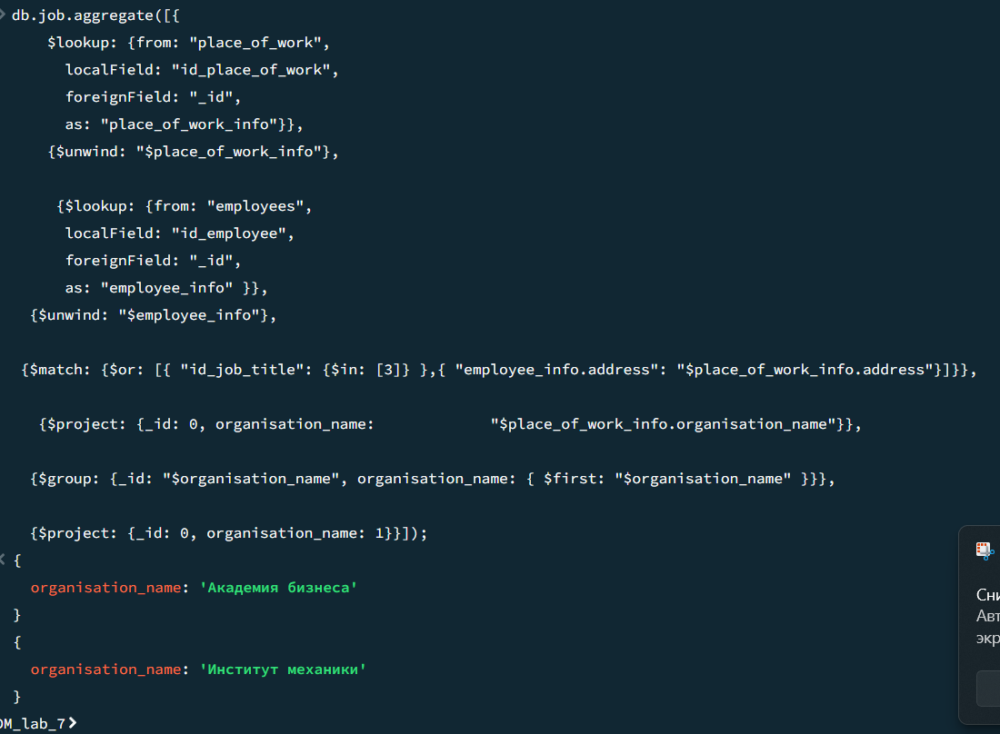 db.job.aggregate([{
$lookup: {from: "place_of_work",
localField: "id_place_of_work",
foreignField: "_id",
as: "place_of_work_info"}},
{$unwind: "$place_of_work_info"},
{$lookup: {from: "employees",
localField: "id_employee",
foreignField: "_id",
as: "employee_info" }},
{$unwind: "$employee_info"},
{$match: {$or: [{ "id_job_title": {$in: [3]} },{ "employee_info.address": "$place_of_work_info.address"}]}},
{$project: {_id: 0, organisation_name: "$place_of_work_info.organisation_name"}},
{$group: {_id: "$organisation_name", organisation_name: { $first: "$organisation_name" }}},
{$project: {_id: 0, organisation_name: 1}}]);
{
organisation_name: 'Академия бизнеса'
}
{
organisation_name: 'Институт механики'
}
DM_lab_7>